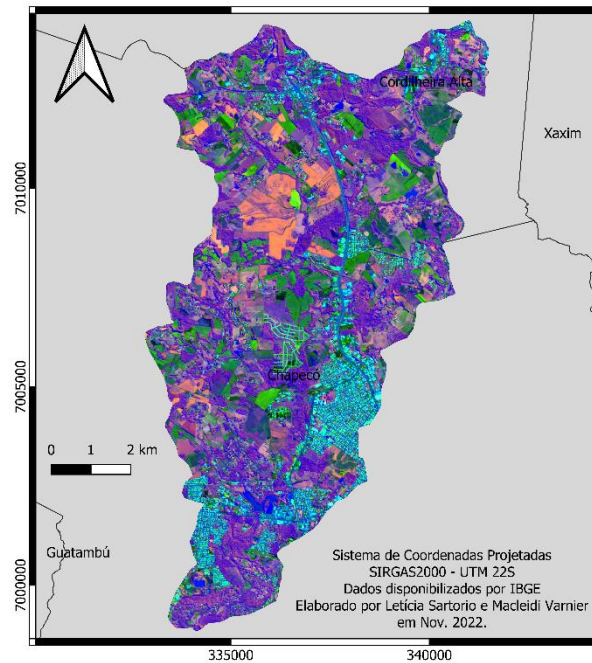 Cordilheira Alta
Xaxim
7010000
7005000
Chapecó
0 1 2 km
7000000
Guatambú
Sistema de Coordenadas Projetadas
SIRGAS2000 - UTM 22S
Dados disponibilizados por IBGE
Elaborado por Letícia Sartorio e Macleidi Varnier
em Nov. 2022.
335000 340000